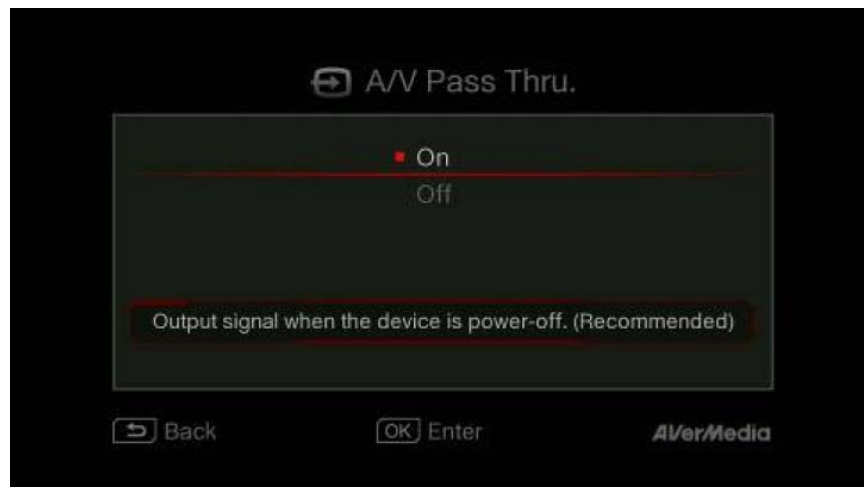 A/V Pass Thru.
On
Off
Output signal when the device is power-off. (Recommended)
Back
OK Enter
AVerMedia